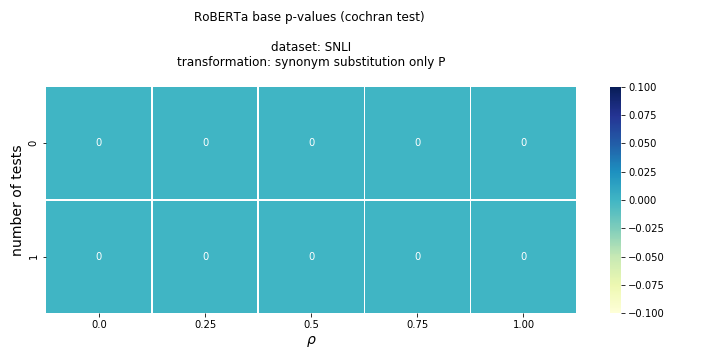 RoBERTa base p-values (cochran test)
dataset: SNLI
transformation: synonym substitution only P
number of tests
0
0 0 0 0 0
1
0 0 0 0 0
0.0 0.25 0.5 0.75 1.00
ρ
0.100
0.075
0.050
0.025
0.000
−0.025
−0.050
−0.075
−0.100